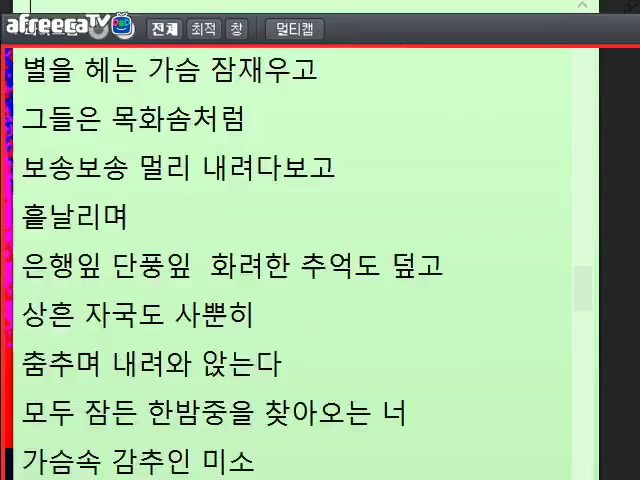 afreecaTV
전체 최적 창 멀티캠
별을 헤는 가슴 잠재우고
그들은 목화솜처럼
보송보송 멀리 내려다보고
흩날리며
은행잎 단풍잎  화려한 추억도 덮고
상흔 자국도 사뿐히
춤추며 내려와 앉는다
모두 잠든 한밤중을 찾아오는 너
가슴속 감추인 미소